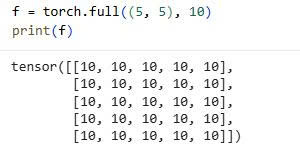 f = torch.full((5, 5), 10)
print(f)
tensor([[10, 10, 10, 10, 10],
        [10, 10, 10, 10, 10],
        [10, 10, 10, 10, 10],
        [10, 10, 10, 10, 10],
        [10, 10, 10, 10, 10]])